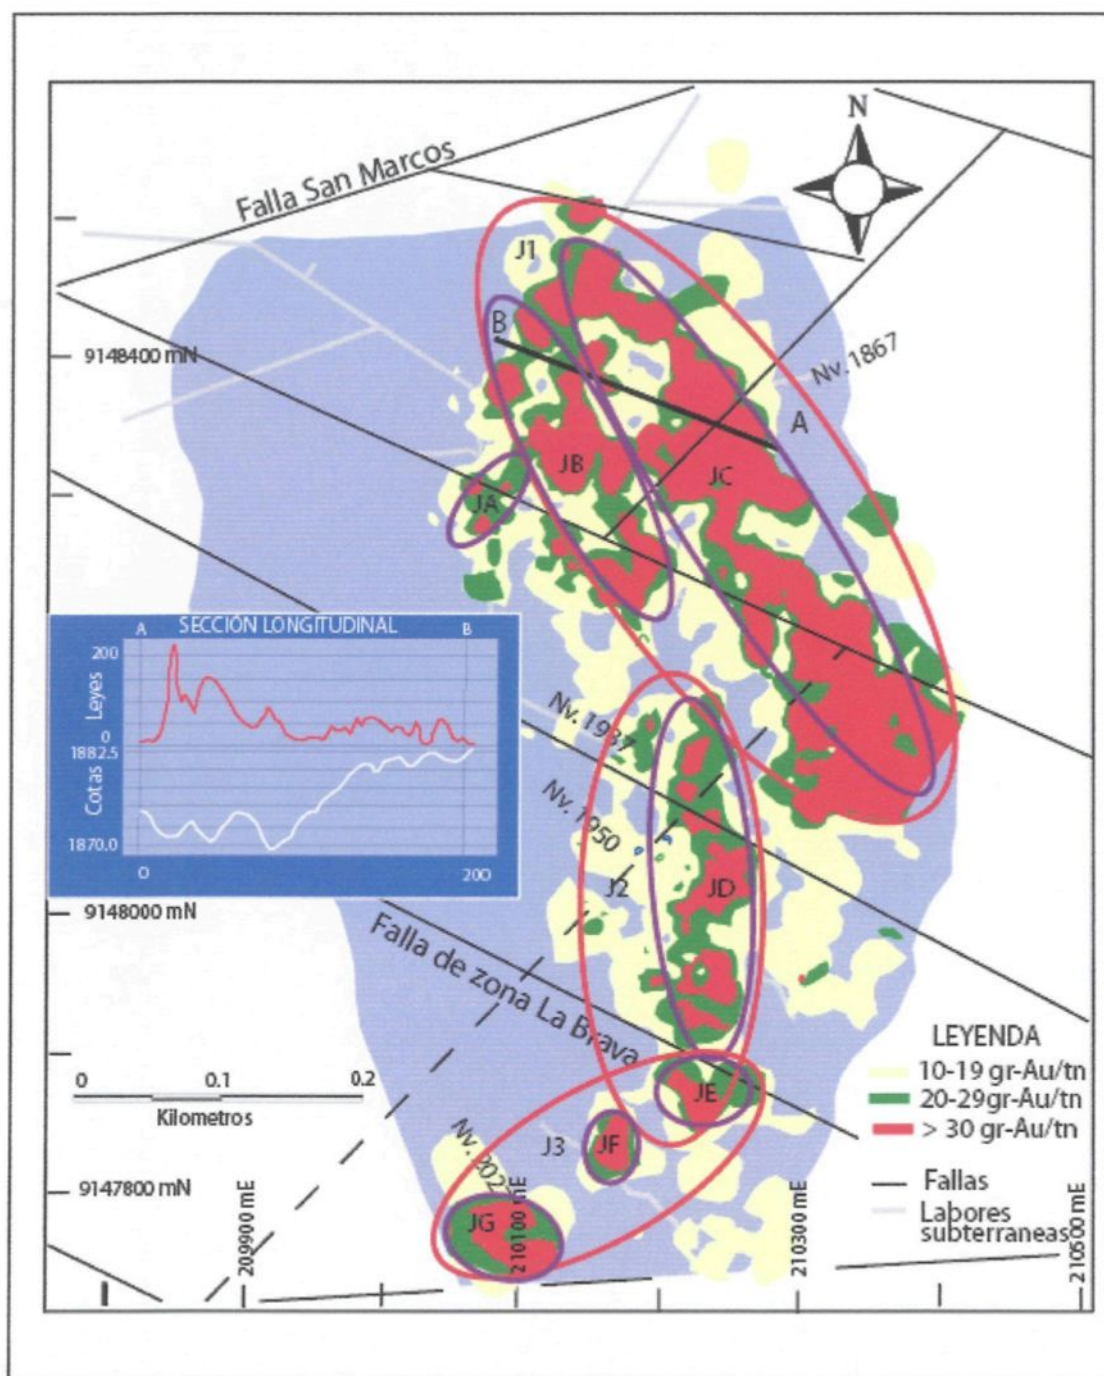 N
Falla San Marcos
J1
B
9148400 mN
Nv. 1867
A
JB
JC
JA
SECCIÓN LONGITUDINAL
A
B
200
Leyes
0
1882.5
Cotas
1870.0
0
200
Nv. 1937
Nv. 1950
J2
JD
9148000 mN
Falla de zona La Brava
LEYENDA
10-19 gr-Au/tn
20-29gr-Au/tn
> 30 gr-Au/tn
Fallas
Labores
subterraneas
0
0.1
0.2
Kilometros
JE
J3
JF
9147800 mN
JG
209900 mE
210100 mE
210300 mE
210500 mE